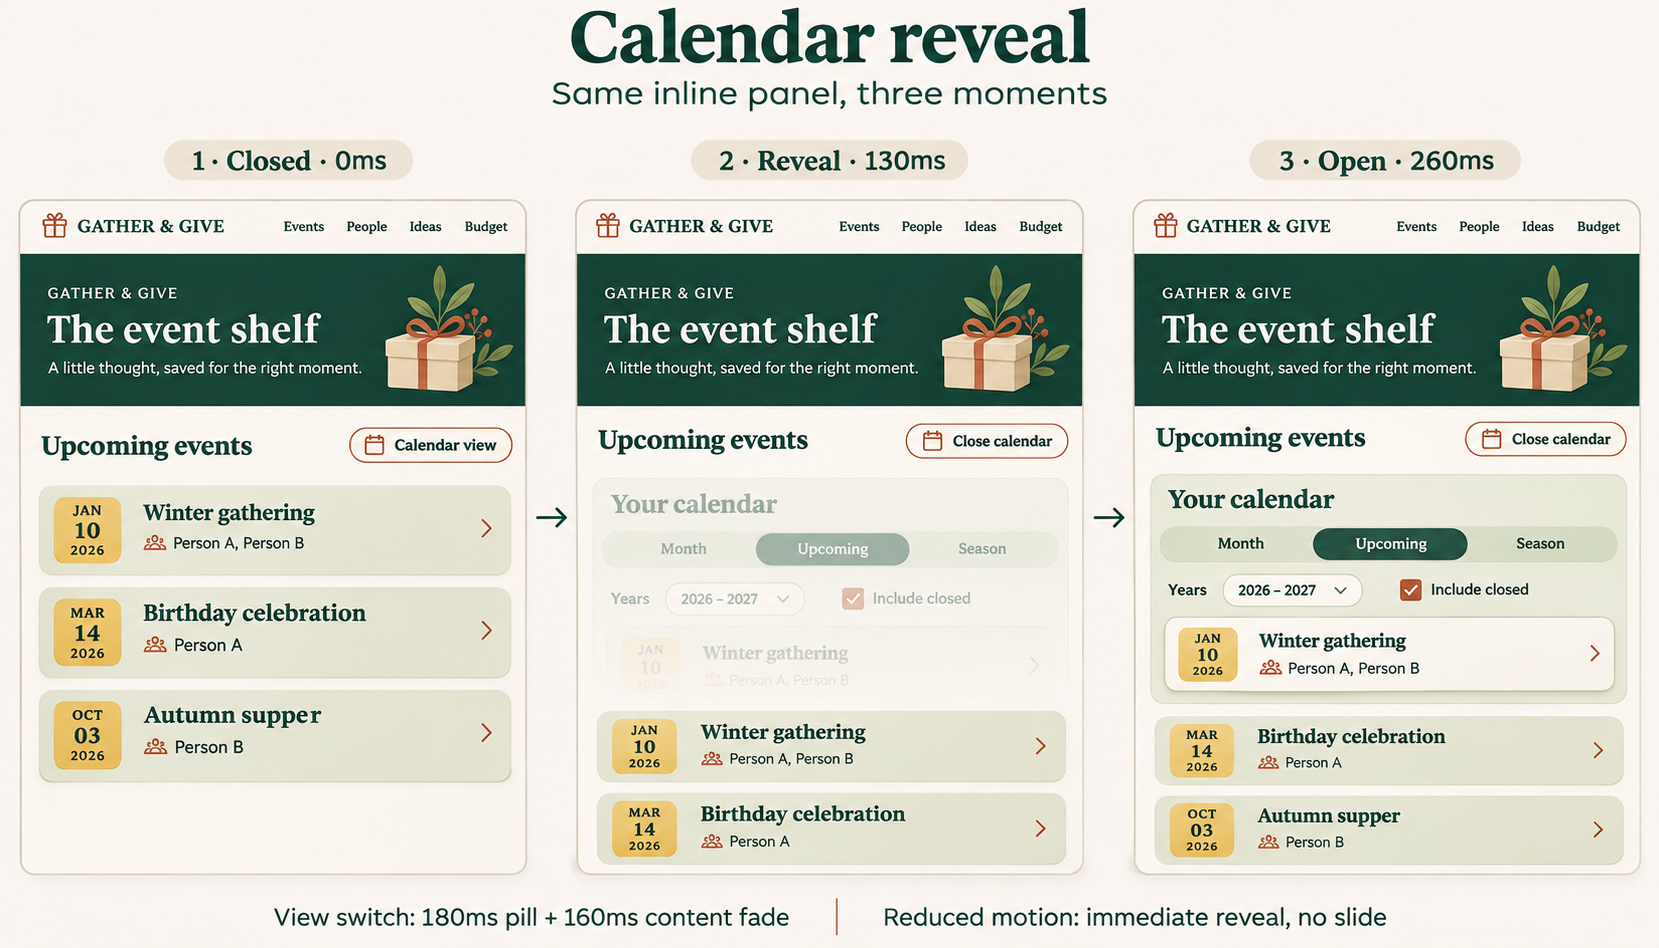 Calendar reveal
Same inline panel, three moments
1 · Closed · 0ms
GATHER & GIVE
Events People Ideas Budget
GATHER & GIVE
The event shelf
A little thought, saved for the right moment.
Upcoming events
Calendar view
JAN
10
2026
Winter gathering
Person A, Person B
MAR
14
2026
Birthday celebration
Person A
OCT
03
2026
Autumn supper
Person B
2 · Reveal · 130ms
GATHER & GIVE
Events People Ideas Budget
GATHER & GIVE
The event shelf
A little thought, saved for the right moment.
Upcoming events
Close calendar
Your calendar
Month Upcoming Season
Years 2026 – 2027 Include closed
JAN
10
2026
Winter gathering
Person A, Person B
JAN
10
2026
Winter gathering
Person A, Person B
MAR
14
2026
Birthday celebration
Person A
3 · Open · 260ms
GATHER & GIVE
Events People Ideas Budget
GATHER & GIVE
The event shelf
A little thought, saved for the right moment.
Upcoming events
Close calendar
Your calendar
Month Upcoming Season
Years 2026 – 2027 Include closed
JAN
10
2026
Winter gathering
Person A, Person B
MAR
14
2026
Birthday celebration
Person A
OCT
03
2026
Autumn supper
Person B
View switch: 180ms pill + 160ms content fade
Reduced motion: immediate reveal, no slide